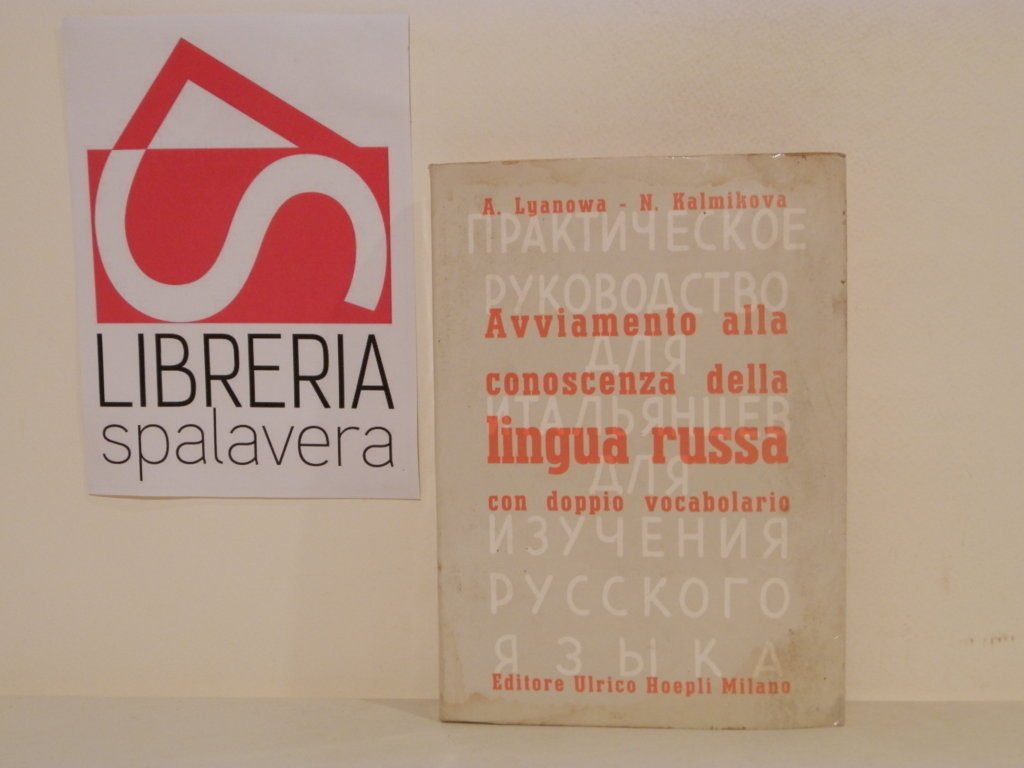 LIBRERIA
spalavera
A. Lyanowa - N. Kalmikova
ПРАКТИЧЕСКОЕ
РУКОВОДСТВО
Avviamento alla
ДЛЯ
conoscenza della
ИТАЛЬЯНЦЕВ
lingua russa
ДЛЯ
con doppio vocabolario
ИЗУЧЕНИЯ
РУССКОГО
ЯЗЫКА
Editore Ulrico Hoepli Milano